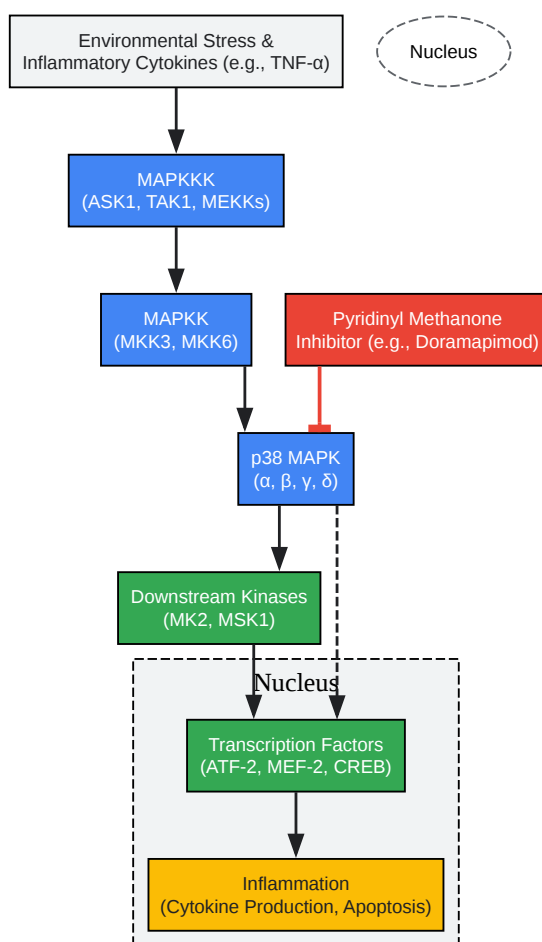 Environmental Stress &
Inflammatory Cytokines (e.g., TNF-α)
Nucleus
MAPKKK
(ASK1, TAK1, MEKKs)
MAPKK
(MKK3, MKK6)
Pyridinyl Methanone
Inhibitor (e.g., Doramapimod)
p38 MAPK
(α, β, γ, δ)
Downstream Kinases
(MK2, MSK1)
Nucleus
Transcription Factors
(ATF-2, MEF-2, CREB)
Inflammation
(Cytokine Production, Apoptosis)